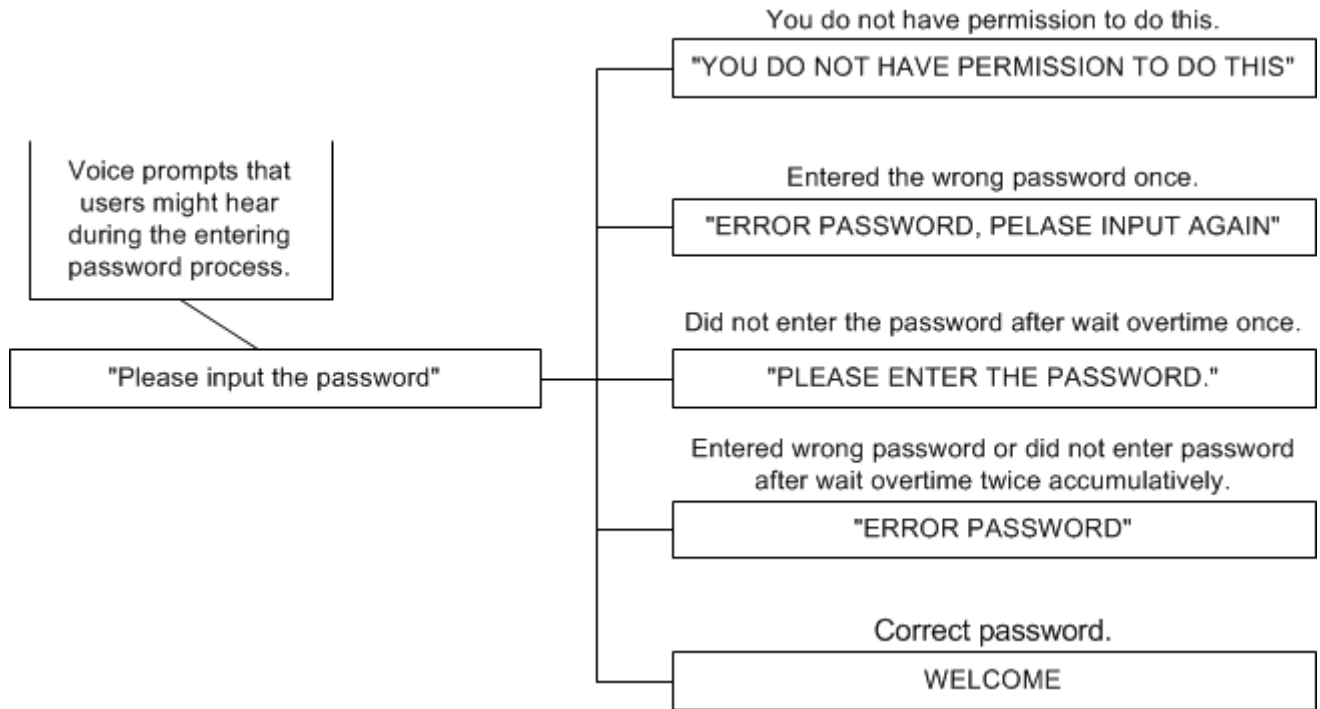 You do not have permission to do this.
"YOU DO NOT HAVE PERMISSION TO DO THIS"
Voice prompts that
users might hear
during the entering
password process.
Entered the wrong password once.
"ERROR PASSWORD, PELASE INPUT AGAIN"
Did not enter the password after wait overtime once.
"Please input the password"
"PLEASE ENTER THE PASSWORD."
Entered wrong password or did not enter password
after wait overtime twice accumulatively.
"ERROR PASSWORD"
Correct password.
WELCOME